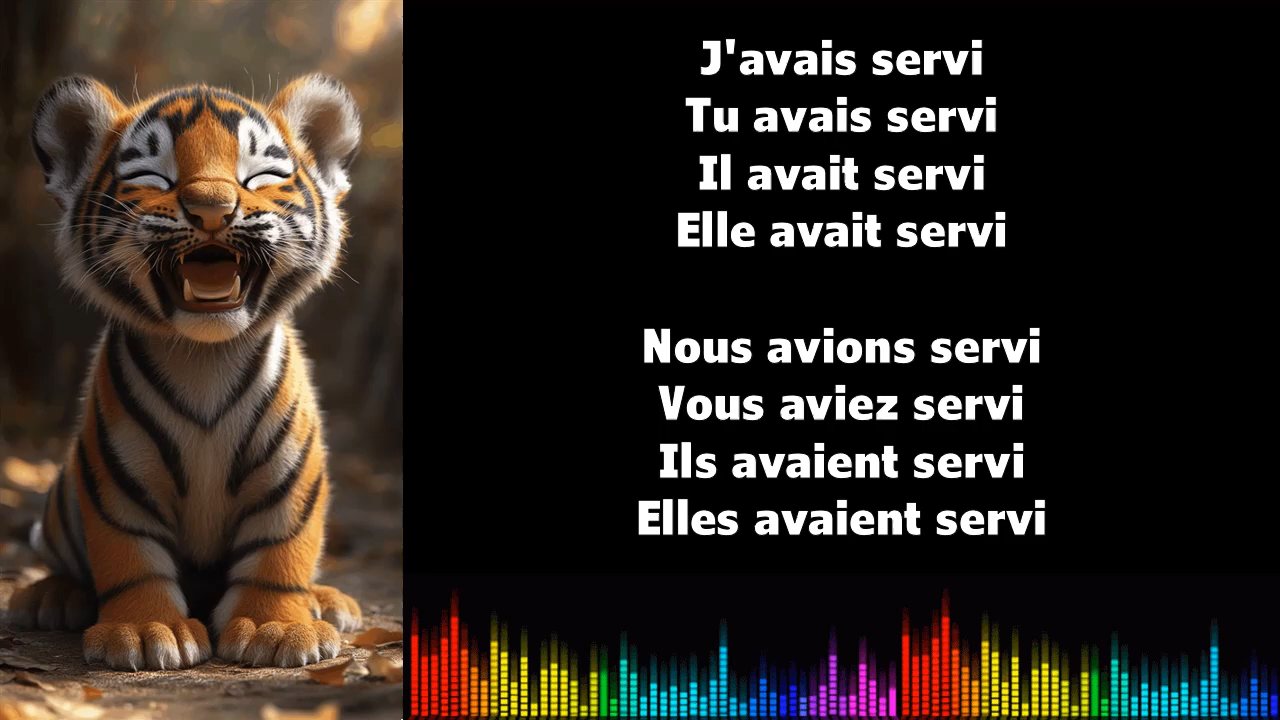 J'avais servi
Tu avais servi
Il avait servi
Elle avait servi
Nous avions servi
Vous aviez servi
Ils avaient servi
Elles avaient servi